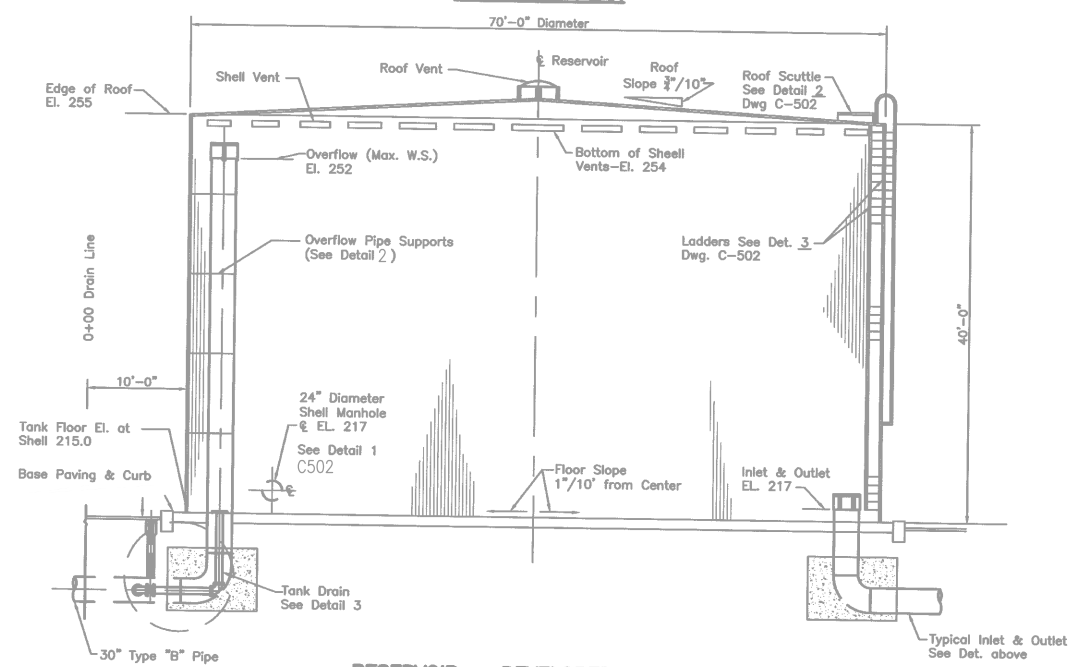 70'-0" Diameter
℄ Reservoir
Roof Vent
Shell Vent
Roof
Slope ¾"/10"
Roof Scuttle
See Detail 2
Dwg C-502
Edge of Roof
El. 255
Overflow (Max. W.S.)
El. 252
Bottom of Sheell
Vents-El. 254
Overflow Pipe Supports
(See Detail 2)
Ladders See Det. 3
Dwg. C-502
0+00 Drain Line
40'-0"
10'-0"
24" Diameter
Shell Manhole
℄ EL. 217
See Detail 1
C502
Tank Floor El. at
Shell 215.0
Base Paving & Curb
℄
Floor Slope
1"/10' from Center
Inlet & Outlet
EL. 217
Tank Drain
See Detail 3
30" Type "B" Pipe
Typical Inlet & Outlet
See Det. above